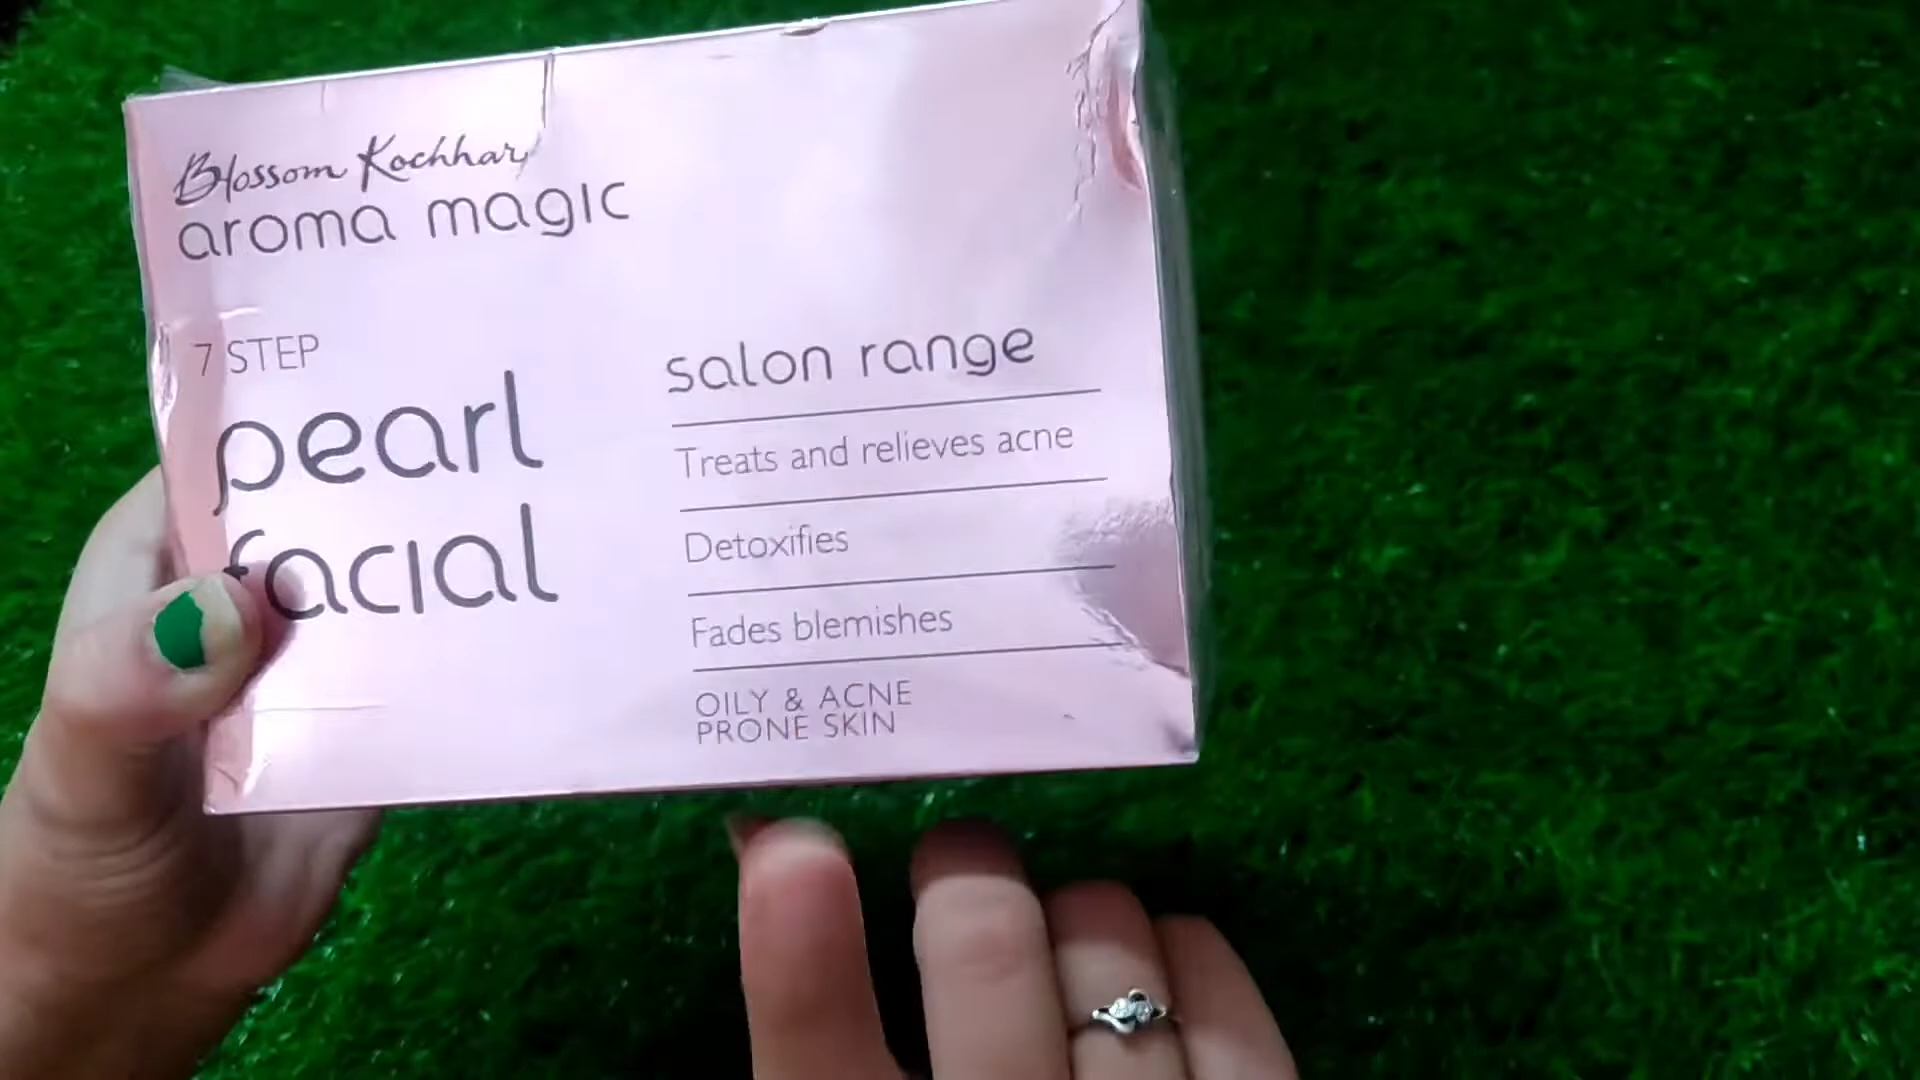 Blossom Kochhar
aroma magic
7 STEP
pearl
facial
salon range
Treats and relieves acne
Detoxifies
Fades blemishes
OILY & ACNE
PRONE SKIN